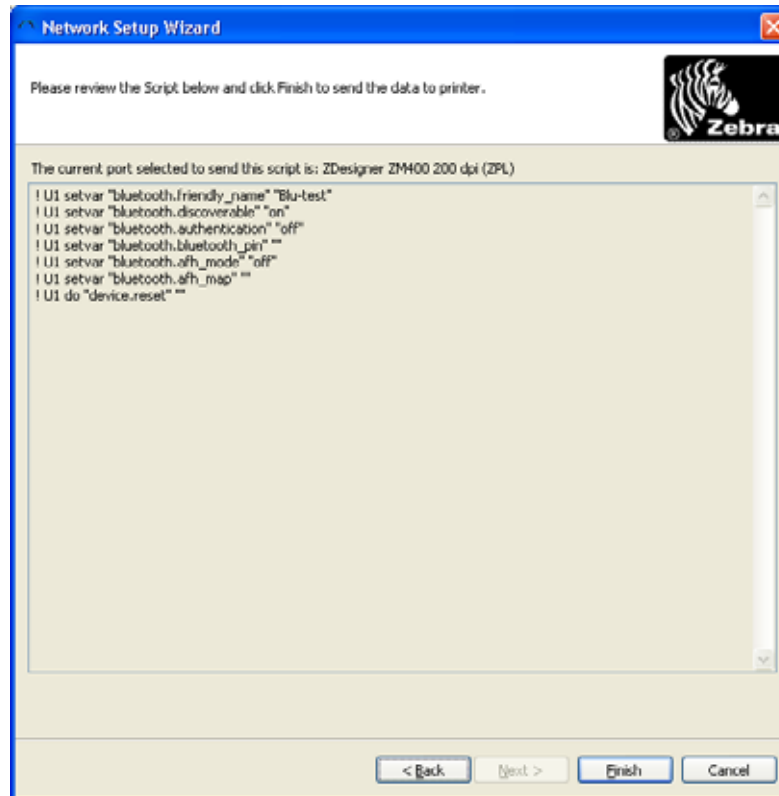 Network Setup Wizard
Please review the Script below and click Finish to send the data to printer.
® Zebra
The current port selected to send this script is: ZDesigner ZM400 200 dpi (ZPL)
! U1 setvar "bluetooth.friendly_name" "Blu-test"
! U1 setvar "bluetooth.discoverable" "on"
! U1 setvar "bluetooth.authentication" "off"
! U1 setvar "bluetooth.bluetooth_pin" ""
! U1 setvar "bluetooth.afh_mode" "off"
! U1 setvar "bluetooth.afh_map" ""
! U1 do "device.reset" ""
< Back Next > Finish Cancel